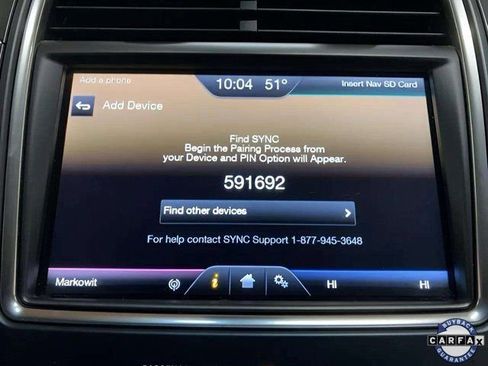 Add a phone
10:04 51°
Insert Nav SD Card
Add Device
Find SYNC
Begin the Pairing Process from
your Device and PIN Option will Appear.
591692
Find other devices
For help contact SYNC Support 1-877-945-3648
Markowit
HI
HI
BUYBACK
CARFAX
GUARANTEE